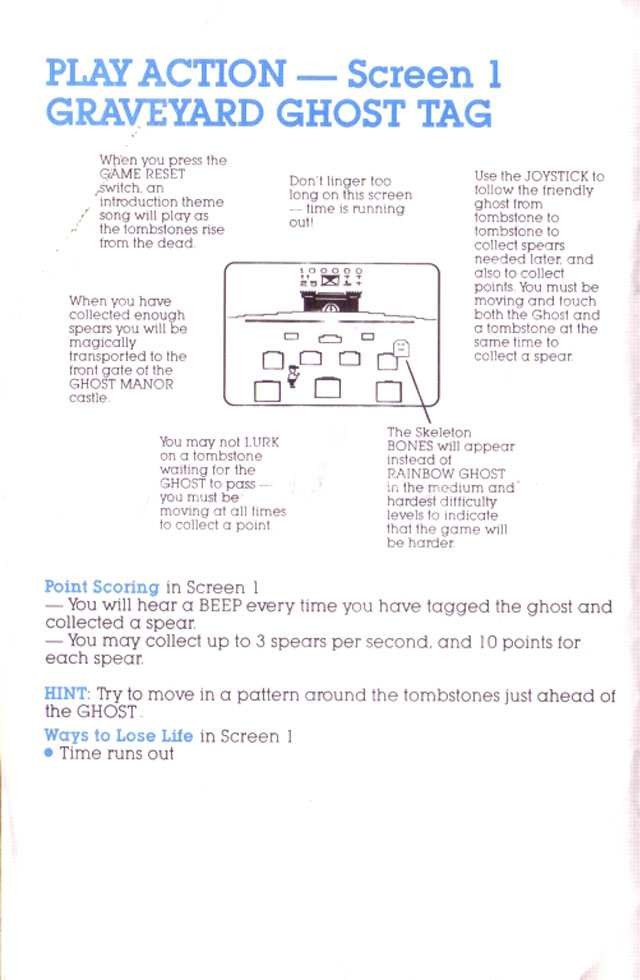 PLAY ACTION — Screen 1
GRAVEYARD GHOST TAG
When you press the
GAME RESET
switch, an
introduction theme
song will play as
the tombstones rise
from the dead.
Don't linger too
long on this screen
— time is running
out!
Use the JOYSTICK to
follow the friendly
ghost from
tombstone to
tombstone to
collect spears
needed later, and
also to collect
points. You must be
moving and touch
both the Ghost and
a tombstone at the
same time to
collect a spear.
When you have
collected enough
spears you will be
magically
transported to the
front gate of the
GHOST MANOR
castle.
100000
You may not LURK
on a tombstone
waiting for the
GHOST to pass —
you must be
moving at all times
to collect a point
The Skeleton
BONES will appear
instead of
RAINBOW GHOST
in the medium and
hardest difficulty
levels to indicate
that the game will
be harder.
Point Scoring in Screen 1
— You will hear a BEEP every time you have tagged the ghost and
collected a spear.
— You may collect up to 3 spears per second, and 10 points for
each spear.
HINT: Try to move in a pattern around the tombstones just ahead of
the GHOST.
Ways to Lose Life in Screen 1
• Time runs out